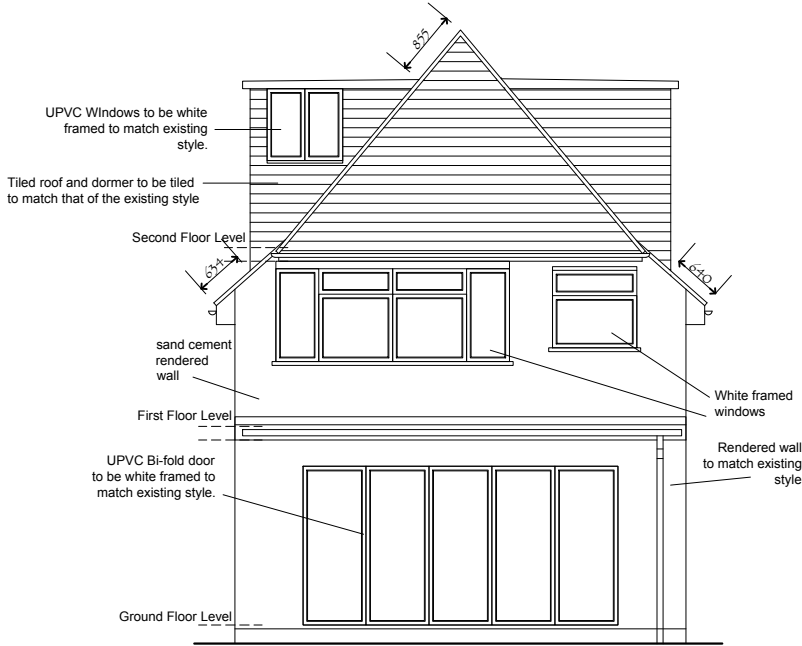 855
UPVC WIndows to be white
framed to match existing
style.
Tiled roof and dormer to be tiled
to match that of the existing style
Second Floor Level
634
640
sand cement
rendered
wall
White framed
windows
First Floor Level
UPVC Bi-fold door
to be white framed to
match existing style.
Rendered wall
to match existing
style
Ground Floor Level